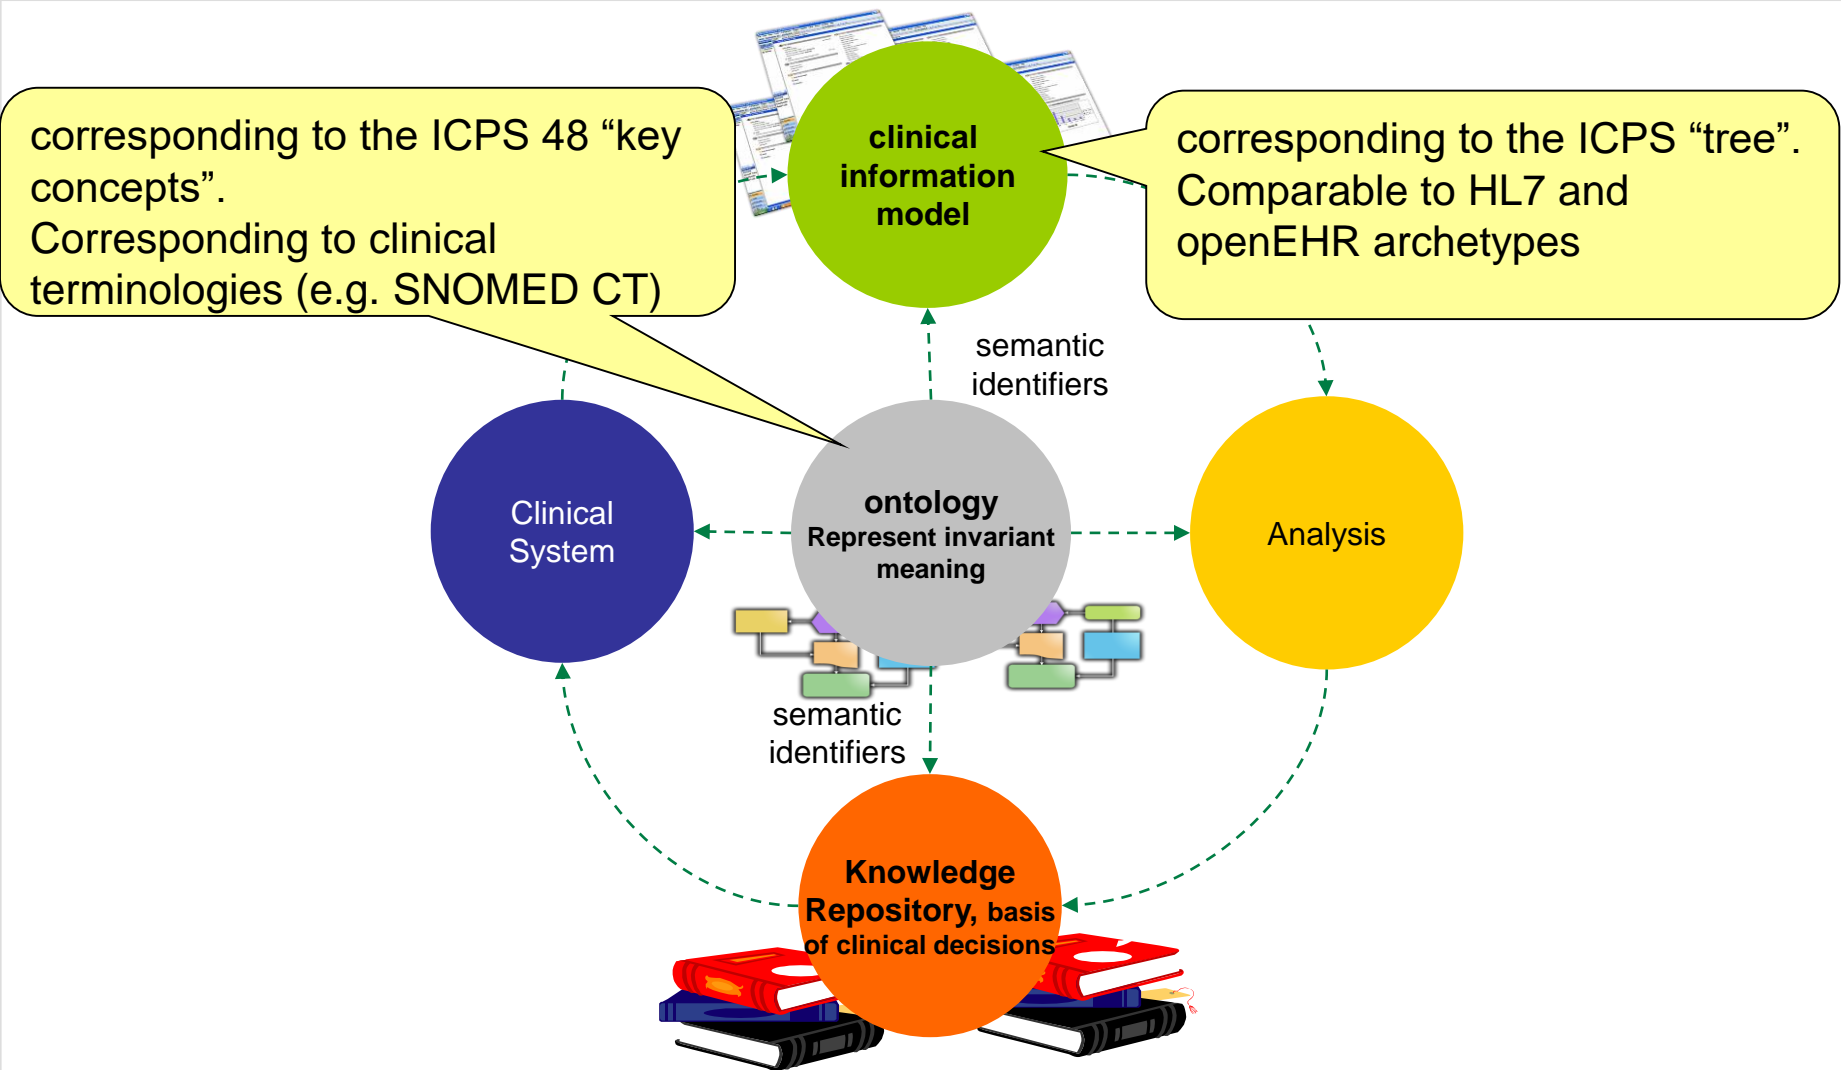 corresponding to the ICPS 48 “key
concepts”.
Corresponding to clinical
terminologies (e.g. SNOMED CT)
clinical
information
model
corresponding to the ICPS “tree”.
Comparable to HL7 and
openEHR archetypes
semantic
identifiers
Clinical
System
ontology
Represent invariant
meaning
Analysis
semantic
identifiers
Knowledge
Repository, basis
of clinical decisions